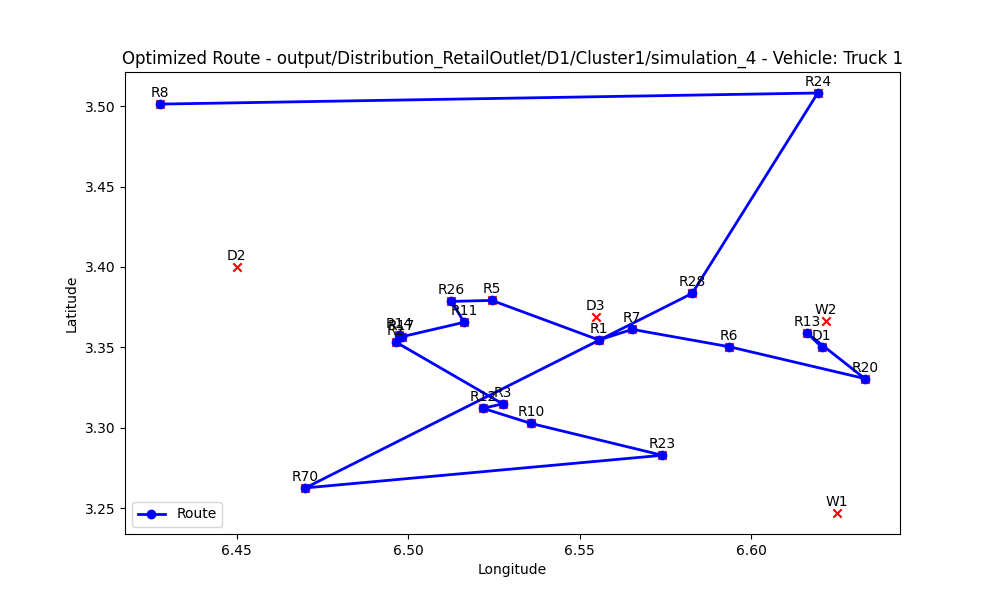 Optimized Route - output/Distribution_RetailOutlet/D1/Cluster1/simulation_4 - Vehicle: Truck 1
R8
R24
3.50
3.45
3.40
3.35
3.30
3.25
Latitude
D2
R26
R5
R11
R14
R17
D3
R1
R7
R28
R13
W2
D1
R6
R20
R12
R3
R10
R23
R70
W1
Route
6.45
6.50
6.55
6.60
Longitude